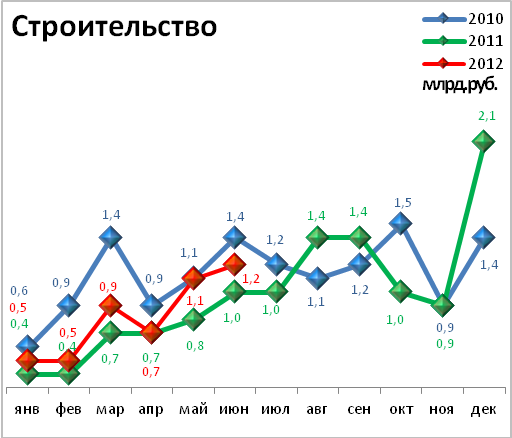 Строительство
2010
2011
2012
млрд.руб.
2,1
1,4 1,4 1,4 1,4 1,5
0,6 0,9 0,9 1,1 1,2 1,4
0,5 0,9 1,1 1,2
0,4 0,5 1,1 1,0 1,0 1,2 1,0
0,4 0,7 0,7 0,8 0,9
0,7 0,9
янв фев мар апр май июн июл авг сен окт ноя дек